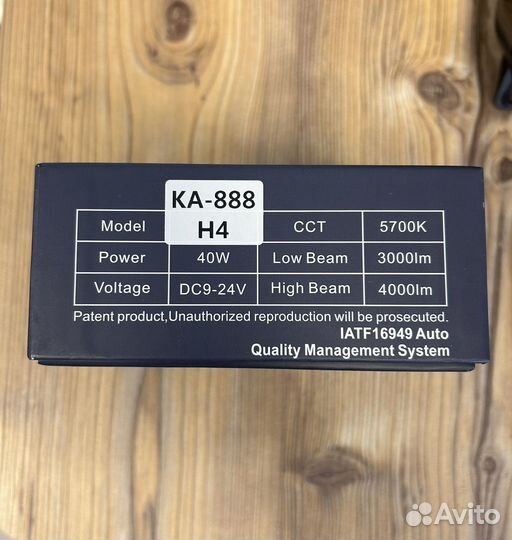 KA-888
H4
Model CCT 5700K
Power 40W Low Beam 3000lm
Voltage DC9-24V High Beam 4000lm
Patent product,Unauthorized reproduction will be prosecuted.
IATF16949 Auto
Quality Management System
Avito